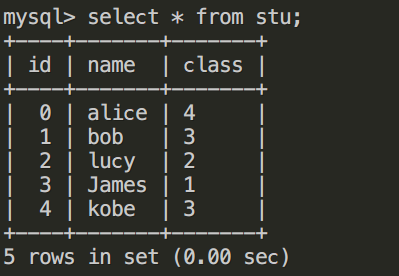 mysql> select * from stu;
+----+-------+-------+
| id | name  | class |
+----+-------+-------+
|  0 | alice | 4     |
|  1 | bob   | 3     |
|  2 | lucy  | 2     |
|  3 | James | 1     |
|  4 | kobe  | 3     |
+----+-------+-------+
5 rows in set (0.00 sec)